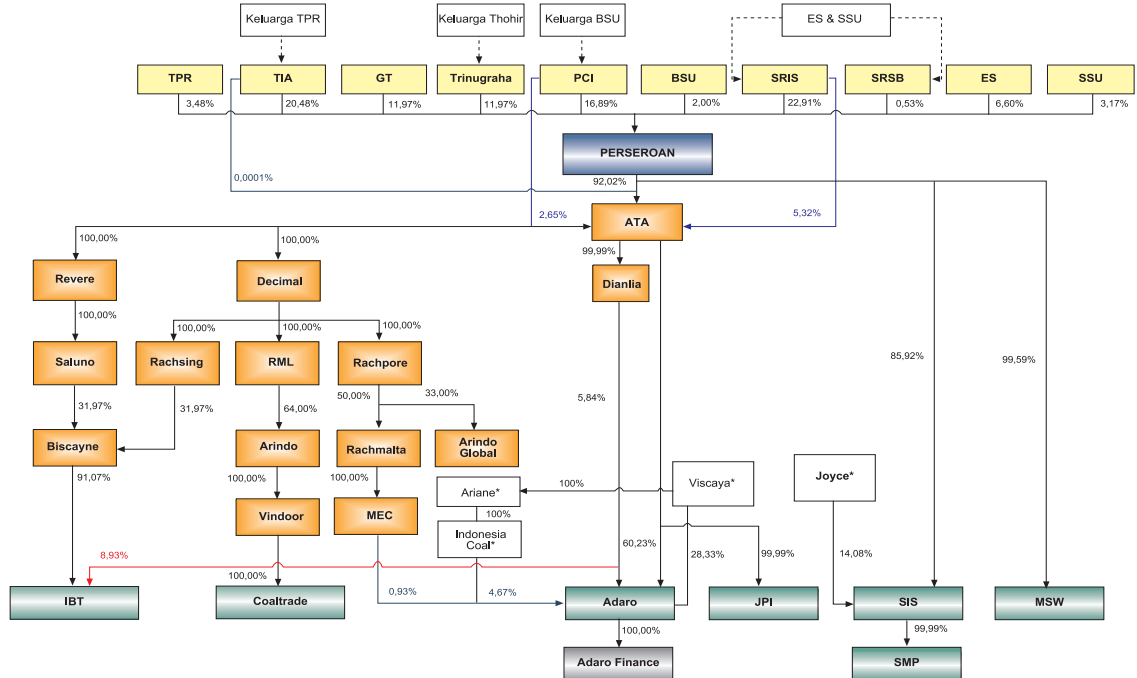 Keluarga TPR
Keluarga Thohir
Keluarga BSU
ES & SSU
TPR
TIA
GT
Trinugraha
PCI
BSU
SRIS
SRSB
ES
SSU
3,48%
20,48%
11,97%
11,97%
16,89%
2,00%
22,91%
0,53%
6,60%
3,17%
PERSEROAN
0,0001%
92,02%
2,65%
ATA
5,32%
100,00%
100,00%
99,99%
Revere
Decimal
Dianlia
100,00%
100,00%
100,00%
100,00%
Saluno
Rachsing
RML
Rachpore
85,92%
99,59%
31,97%
31,97%
64,00%
50,00%
33,00%
5,84%
Biscayne
Arindo
Rachmalta
Arindo
Global
91,07%
100,00%
100,00%
Ariane*
100%
Viscaya*
Joyce*
Vindoor
MEC
100%
Indonesia
Coal*
8,93%
60,23%
28,33%
99,99%
14,08%
100,00%
0,93%
4,67%
IBT
Coaltrade
Adaro
JPI
SIS
MSW
100,00%
99,99%
Adaro Finance
SMP